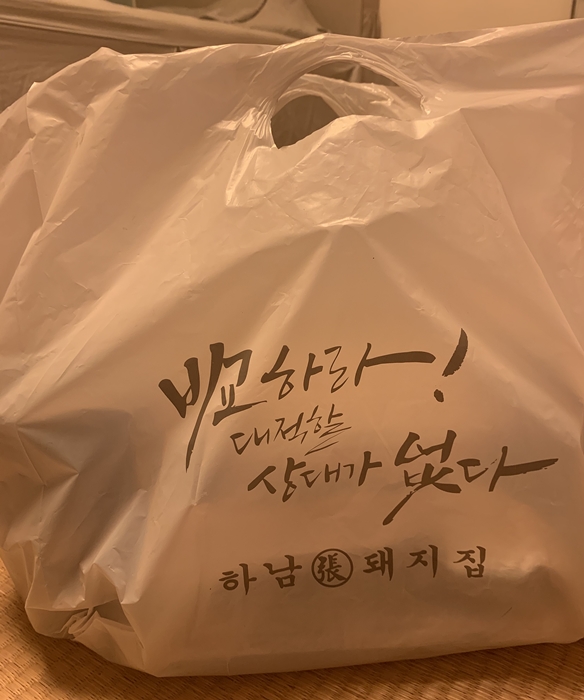 비교하라!
대적할
상대가 없다
하남 張 돼지집